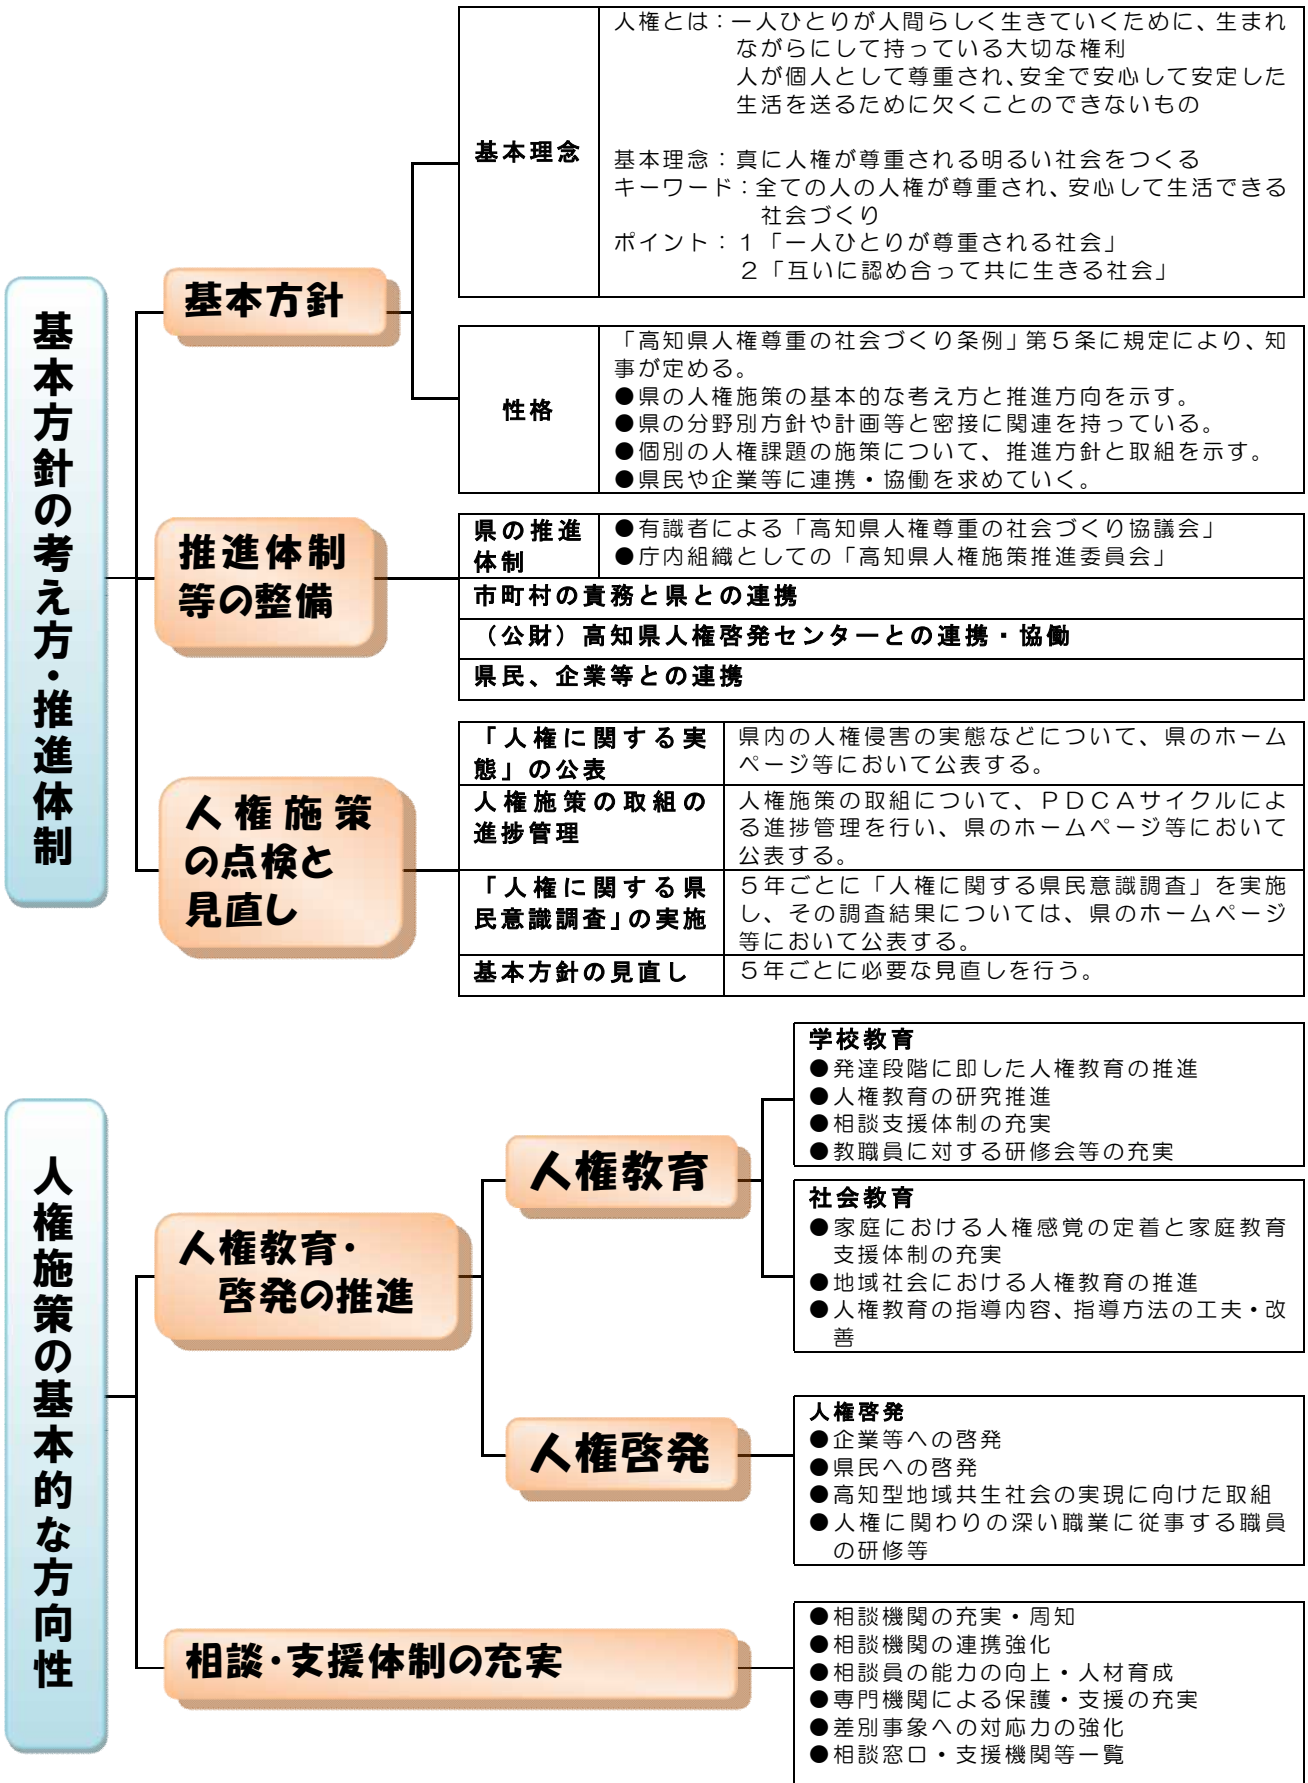 基本方針の考え方・推進体制
基本方針
基本理念
人権とは：一人ひとりが人間らしく生きていくために、生まれ
ながらにして持っている大切な権利
人が個人として尊重され、安全で安心して安定した
生活を送るために欠くことのできないもの
基本理念：真に人権が尊重される明るい社会をつくる
キーワード：全ての人の人権が尊重され、安心して生活できる
社会づくり
ポイント：１「一人ひとりが尊重される社会」
２「互いに認め合って共に生きる社会」
性格
「高知県人権尊重の社会づくり条例」第５条に規定により、知
事が定める。
●県の人権施策の基本的な考え方と推進方向を示す。
●県の分野別方針や計画等と密接に関連を持っている。
●個別の人権課題の施策について、推進方針と取組を示す。
●県民や企業等に連携・協働を求めていく。
推進体制
等の整備
県の推進
体制
●有識者による「高知県人権尊重の社会づくり協議会」
●庁内組織としての「高知県人権施策推進委員会」
市町村の責務と県との連携
（公財）高知県人権啓発センターとの連携・協働
県民、企業等との連携
人権施策
の点検と
見直し
「人権に関する実
態」の公表
県内の人権侵害の実態などについて、県のホーム
ページ等において公表する。
人権施策の取組の
進捗管理
人権施策の取組について、ＰＤＣＡサイクルによ
る進捗管理を行い、県のホームページ等において
公表する。
「人権に関する県
民意識調査」の実施
５年ごとに「人権に関する県民意識調査」を実施
し、その調査結果については、県のホームページ
等において公表する。
基本方針の見直し
５年ごとに必要な見直しを行う。
人権施策の基本的な方向性
人権教育・
啓発の推進
人権教育
学校教育
●発達段階に即した人権教育の推進
●人権教育の研究推進
●相談支援体制の充実
●教職員に対する研修会等の充実
社会教育
●家庭における人権感覚の定着と家庭教育
支援体制の充実
●地域社会における人権教育の推進
●人権教育の指導内容、指導方法の工夫・改
善
人権啓発
人権啓発
●企業等への啓発
●県民への啓発
●高知型地域共生社会の実現に向けた取組
●人権に関わりの深い職業に従事する職員
の研修等
相談・支援体制の充実
●相談機関の充実・周知
●相談機関の連携強化
●相談員の能力の向上・人材育成
●専門機関による保護・支援の充実
●差別事象への対応力の強化
●相談窓口・支援機関等一覧